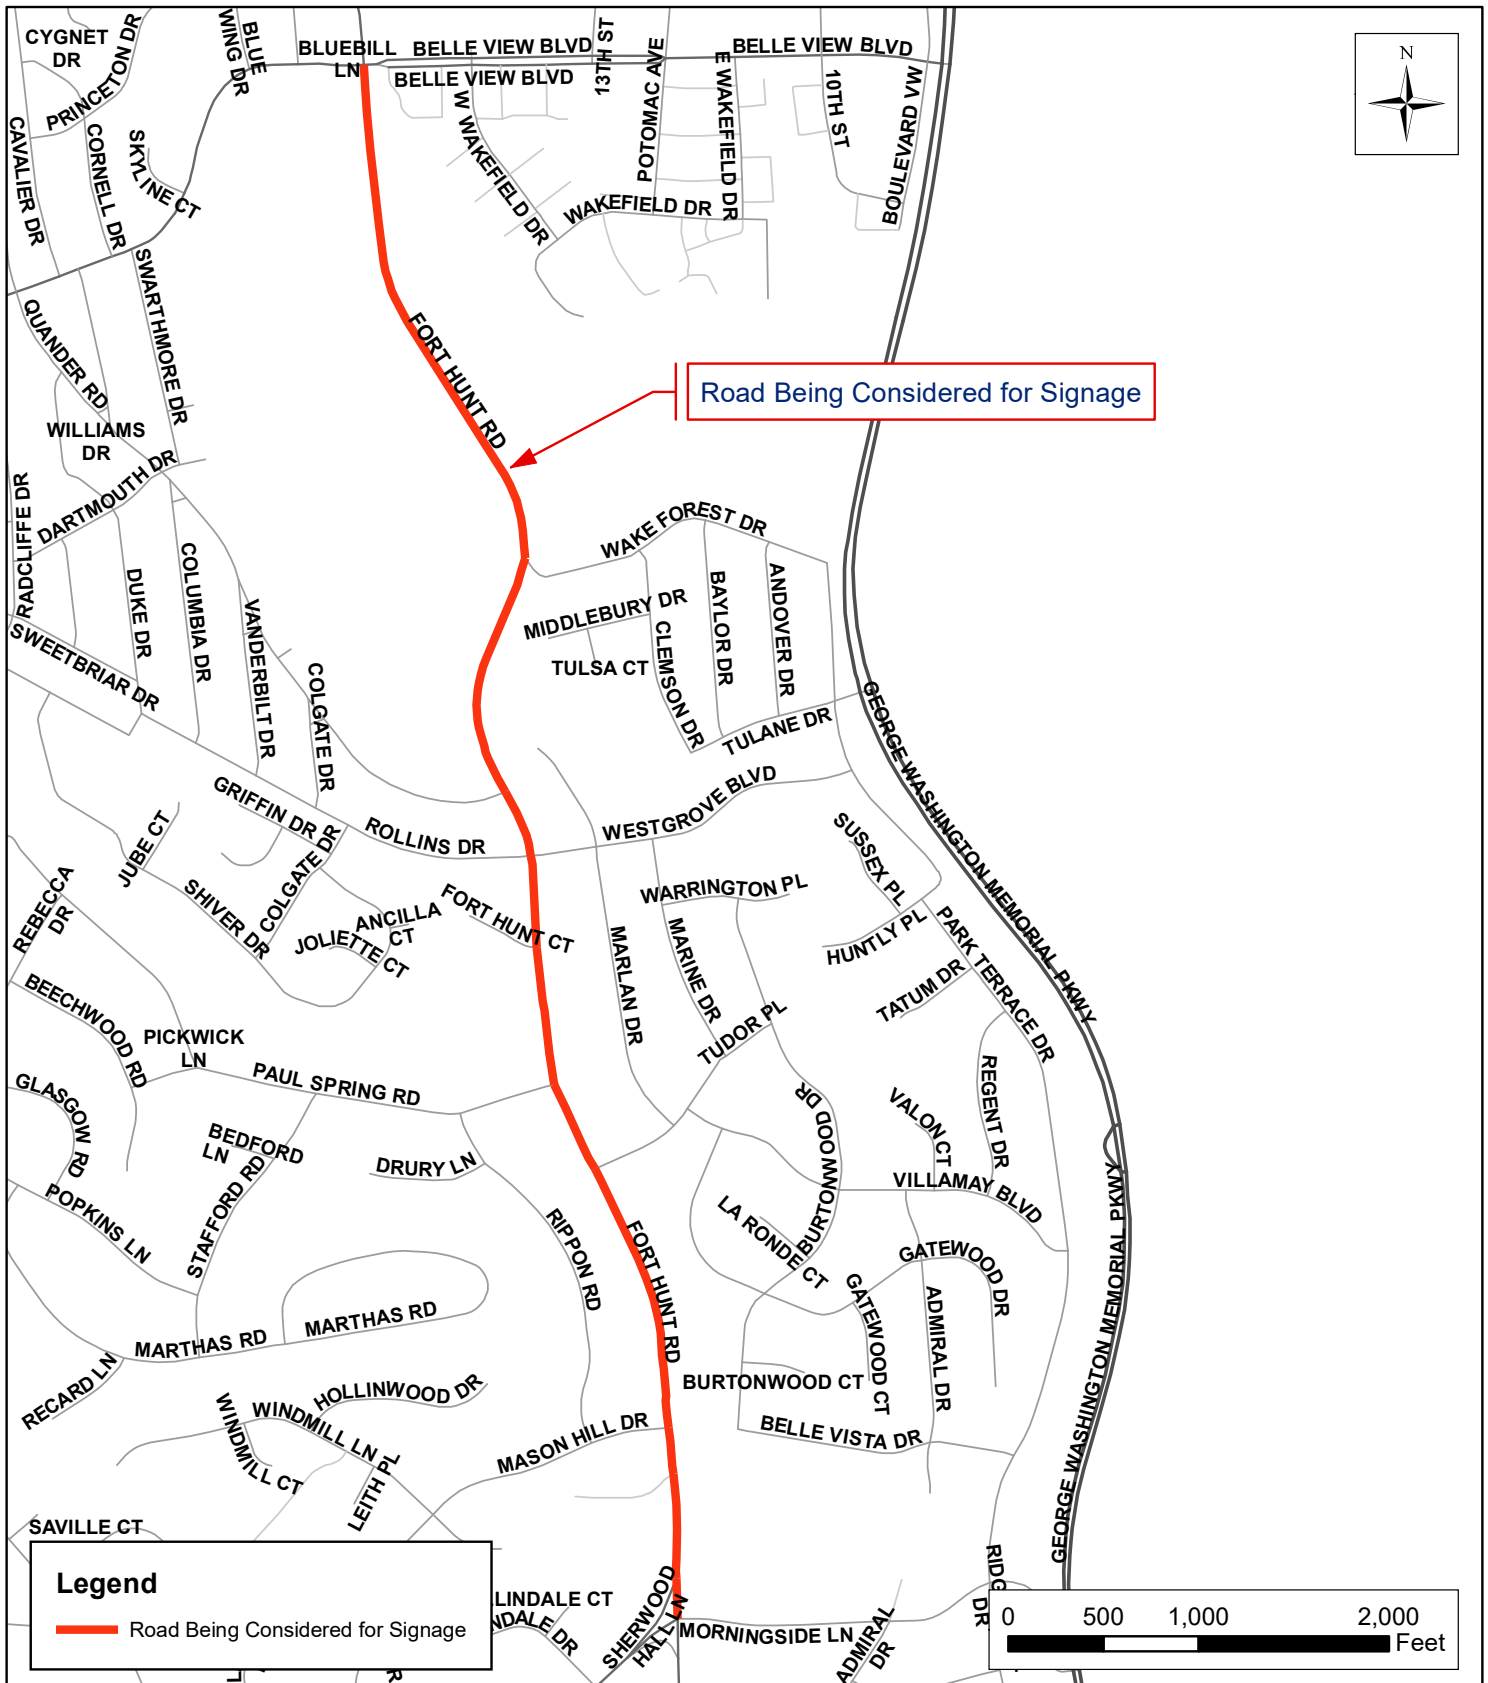 CYGNET
DR
PRINCETON DR
BLUE
WING DR
BLUEBILL
LN
BELLE VIEW BLVD
BELLE VIEW BLVD
13TH ST
POTOMAC AVE
BELLE VIEW BLVD
E WAKEFIELD DR
10TH ST
BOULEVARD VW
N
CAVALIER DR
CORNELL DR
SKYLINE CT
W WAKEFIELD DR
WAKEFIELD DR
QUANDER RD
SWARTHMORE DR
FORT HUNT RD
Road Being Considered for Signage
WILLIAMS
DR
DARTMOUTH DR
RADCLIFFE DR
WAKE FOREST DR
DUKE DR
COLUMBIA DR
VANDERBILT DR
MIDDLEBURY DR
BAYLOR DR
ANDOVER DR
SWEETBRIAR DR
COLGATE DR
TULSA CT
CLEMSON DR
TULANE DR
GEORGE WASHINGTON MEMORIAL PKWY
GRIFFIN DR
ROLLINS DR
WESTGROVE BLVD
JUBE CT
COLGATE DR
SUSSEX PL
REBECCA
DR
SHIVER DR
ANCILLA
CT
JOLIETTE CT
FORT HUNT CT
WARRINGTON PL
MARLAN DR
MARINE DR
HUNTLY PL
PARK TERRACE DR
TATUM DR
BEECHWOOD RD
PICKWICK
LN
TUDOR PL
GLASGOW RD
PAUL SPRING RD
BURTONWOOD DR
VALON CT
REGENT DR
BEDFORD
LN
DRURY LN
STAFFORD RD
VILLAMAY BLVD
POPKINS LN
RIPPON RD
FORT HUNT RD
LA RONDE CT
GATEWOOD DR
GEORGE WASHINGTON MEMORIAL PKWY
MARTHAS RD
MARTHAS RD
GATEWOOD CT
ADMIRAL DR
RECARD LN
HOLLINWOOD DR
BURTONWOOD CT
WINDMILL LN
WINDMILL CT
MASON HILL DR
BELLE VISTA DR
LEITH PL
SAVILLE CT
LINDALE CT
NDALE DR
SHERWOOD
HALL LN
MORNINGSIDE LN
ADMIRAL
DR
RIDG
DR
Legend
Road Being Considered for Signage
0 500 1,000 2,000
Feet